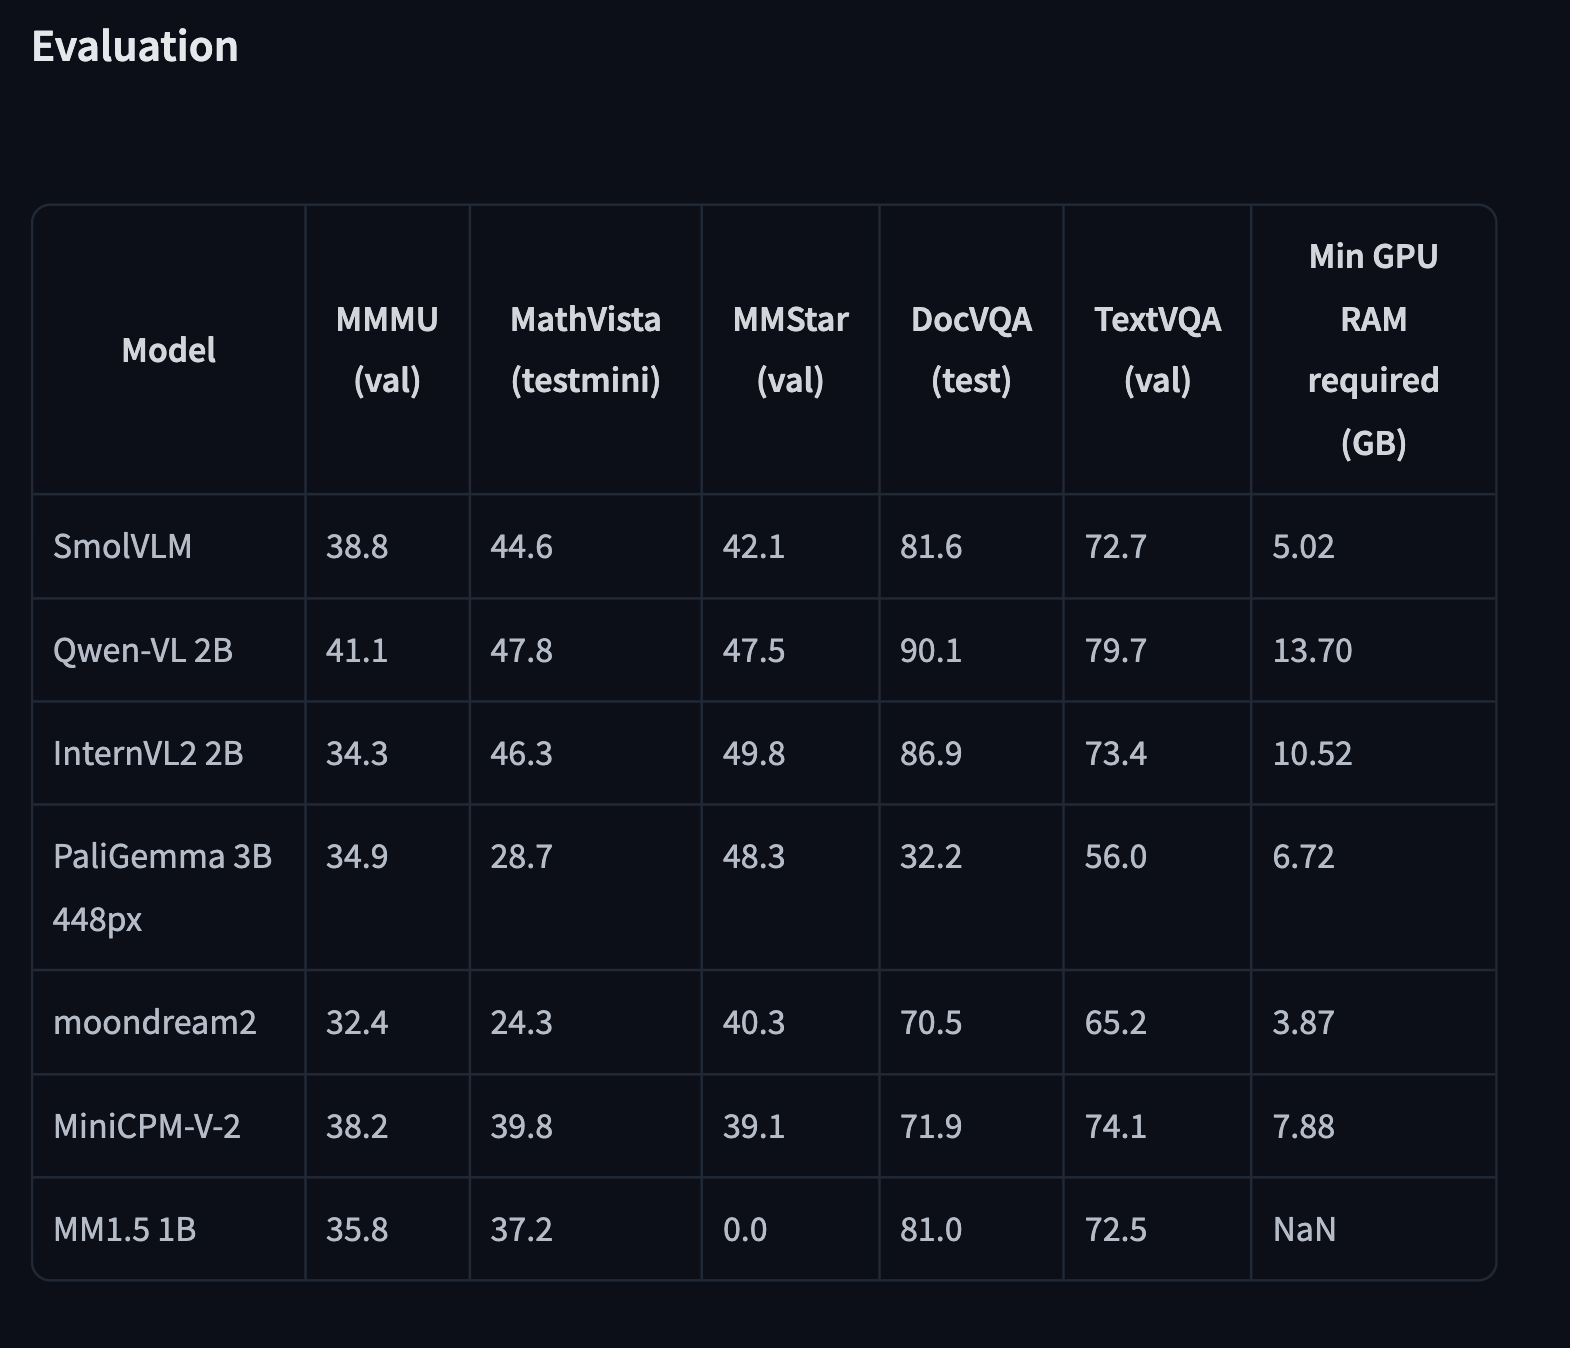 Evaluation
Model
MMMU
(val)
MathVista
(testmini)
MMStar
(val)
DocVQA
(test)
TextVQA
(val)
Min GPU
RAM
required
(GB)
SmolVLM 38.8 44.6 42.1 81.6 72.7 5.02
Qwen-VL 2B 41.1 47.8 47.5 90.1 79.7 13.70
InternVL2 2B 34.3 46.3 49.8 86.9 73.4 10.52
PaliGemma 3B 34.9 28.7 48.3 32.2 56.0 6.72
448px
moondream2 32.4 24.3 40.3 70.5 65.2 3.87
MiniCPM-V-2 38.2 39.8 39.1 71.9 74.1 7.88
MM1.5 1B 35.8 37.2 0.0 81.0 72.5 NaN